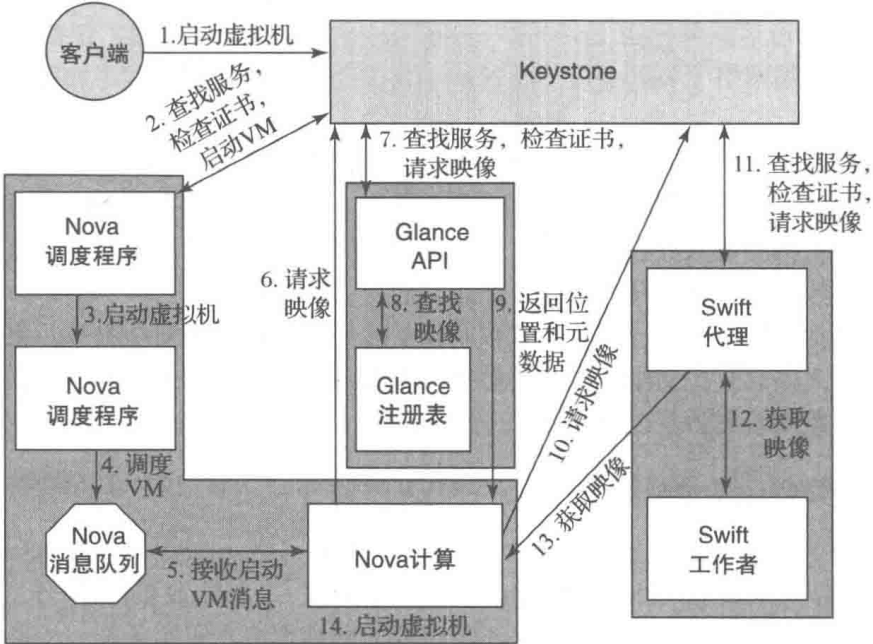 客户端
1.启动虚拟机
Keystone
2. 查找服务，
检查证书，
启动VM
7. 查找服务，检查证书，
请求映像
11. 查找服务，
检查证书，
请求映像
Nova
调度程序
Glance
API
6. 请求
映像
3.启动虚拟机
8. 查找
映像
9. 返回位
置和元
数据
Swift
代理
Nova
调度程序
Glance
注册表
10. 请求映像
12. 获取
映像
4. 调度
VM
13. 获取映像
Nova
消息队列
5. 接收启动
VM消息
Nova计算
Swift
工作者
14. 启动虚拟机